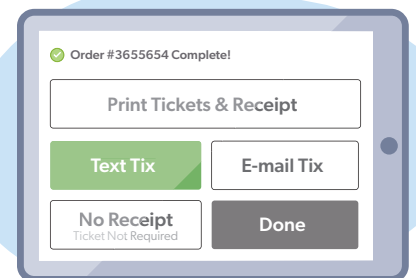 Order #3655654 Complete!
Print Tickets & Receipt
Text Tix
E-mail Tix
No Receipt
Ticket Not Required
Done